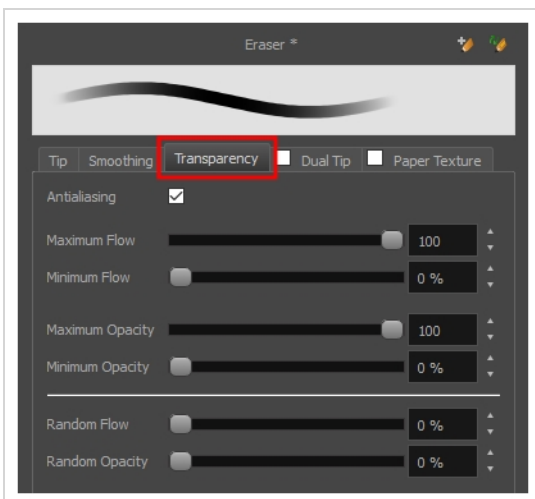 Eraser *
Tip Smoothing Transparency Dual Tip Paper Texture
Antialiasing
Maximum Flow 100
Minimum Flow 0 %
Maximum Opacity 100
Minimum Opacity 0 %
Random Flow 0 %
Random Opacity 0 %